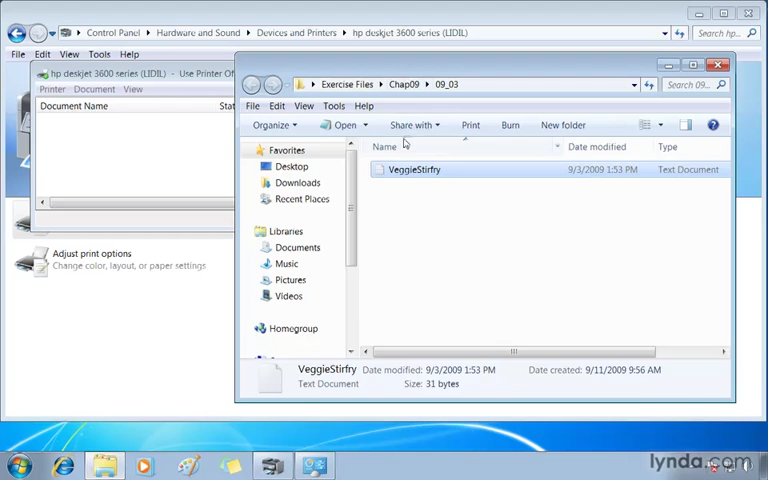 Control Panel
Hardware and Sound
Devices and Printers
hp deskjet 3600 series (LIDIL)
Search hp...
File Edit View Tools Help
hp deskjet 3600 series (LIDIL) - Use Printer Of
Printer Document View
Document Name
Stat
Exercise Files
Chap09
09_03
Search 09...
File Edit View Tools Help
Organize
Open
Share with
Print
Burn
New folder
Favorites
Name
Date modified
Type
Desktop
VeggieStirfry
9/3/2009 1:53 PM
Text Document
Downloads
Recent Places
Libraries
Documents
Music
Pictures
Videos
Homegroup
Adjust print options
Change color, layout, or paper settings
VeggieStirfry
Date modified: 9/3/2009 1:53 PM
Date created: 9/11/2009 9:56 AM
Text Document
Size: 31 bytes
lynda.com